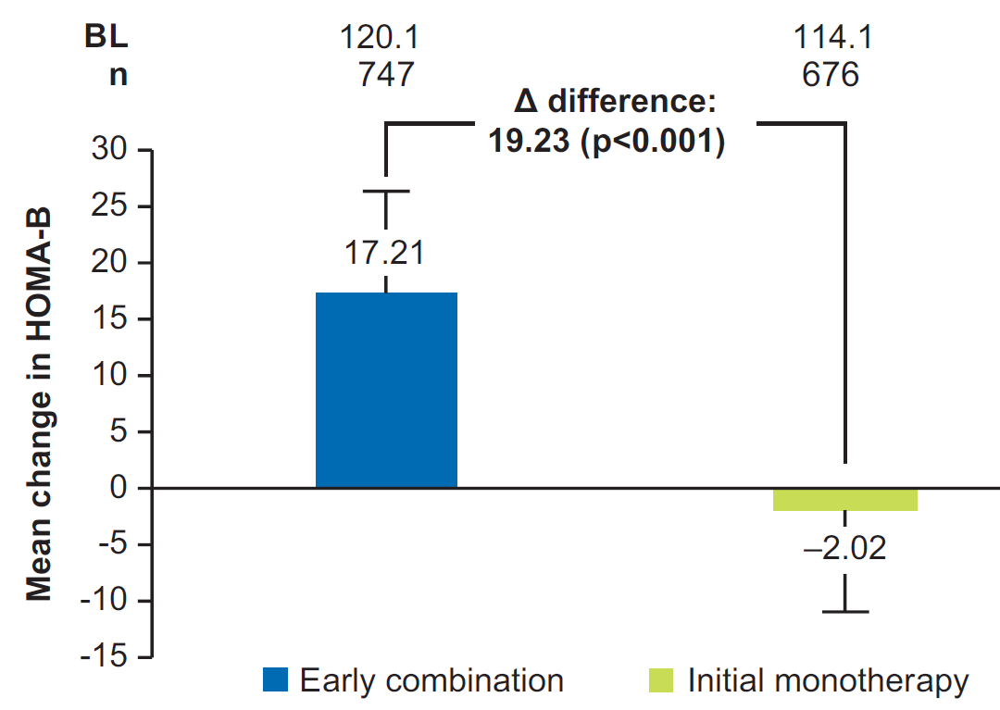 BL 120.1 114.1
n 747 676
Δ difference:
19.23 (p<0.001)
Mean change in HOMA-B
30
25
20
15
10
5
0
-5
-10
-15
17.21
–2.02
Early combination Initial monotherapy